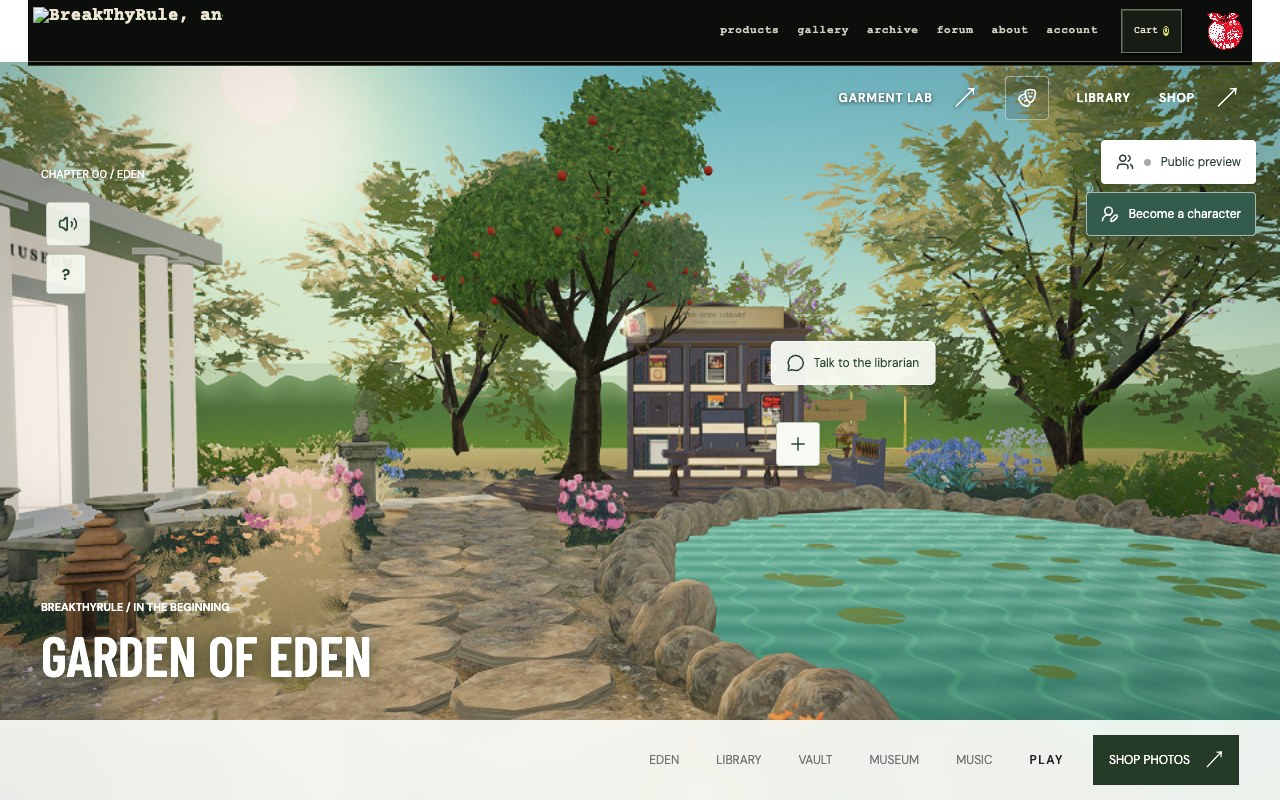 BreakThyRule, an
products gallery archive forum about account Cart 0
GARMENT LAB LIBRARY SHOP
Public preview
CHAPTER 00 / EDEN
Become a character
?
OPEN LIBRARY
Talk to the librarian
BREAKTHYRULE / IN THE BEGINNING
GARDEN OF EDEN
EDEN LIBRARY VAULT MUSEUM MUSIC PLAY SHOP PHOTOS